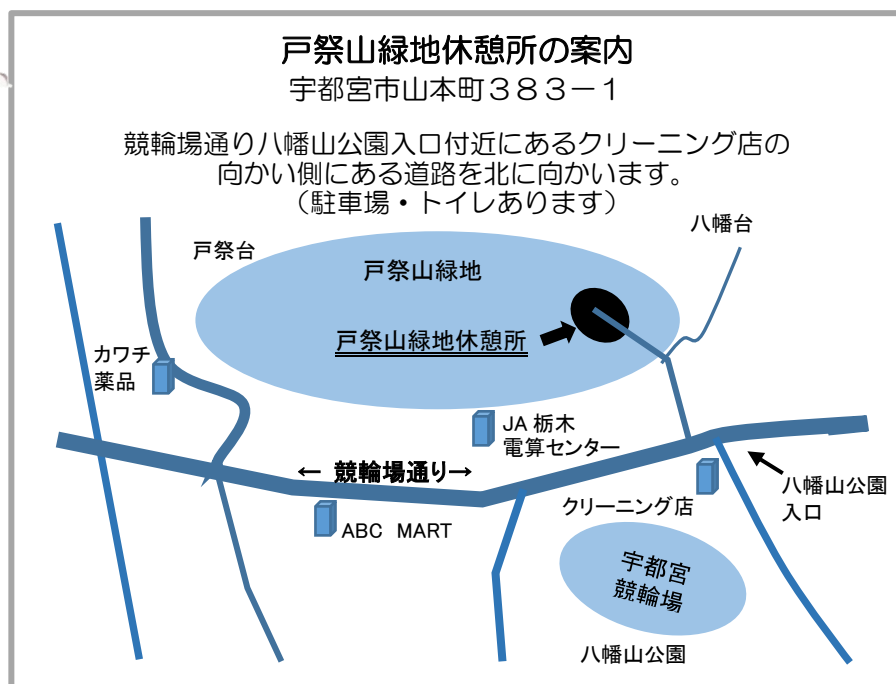 戸祭山緑地休憩所の案内
宇都宮市山本町３８３－１
競輪場通り八幡山公園入口付近にあるクリーニング店の
向かい側にある道路を北に向かいます。
（駐車場・トイレあります）
八幡台
戸祭台
戸祭山緑地
戸祭山緑地休憩所
カワチ
薬品
JA 栃木
電算センター
← 競輪場通り→
クリーニング店
八幡山公園
入口
ABC MART
宇都宮
競輪場
八幡山公園